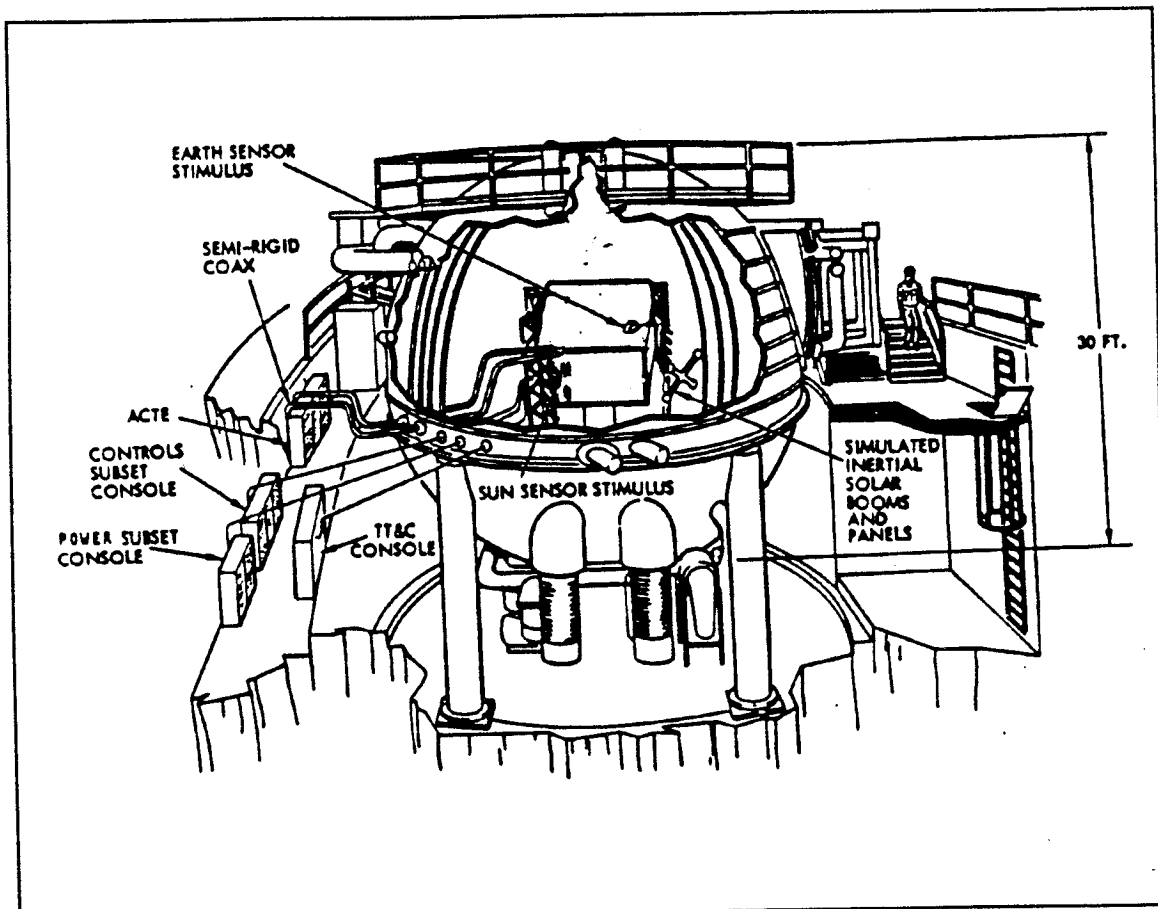 EARTH SENSOR
STIMULUS
SEMI-RIGID
COAX
30 FT.
ACTE
CONTROLS
SUBSET
CONSOLE
POWER SUBSET
CONSOLE
TT&C
CONSOLE
SUN SENSOR STIMULUS
SIMULATED
INERTIAL
SOLAR
BOOMS
AND
PANELS